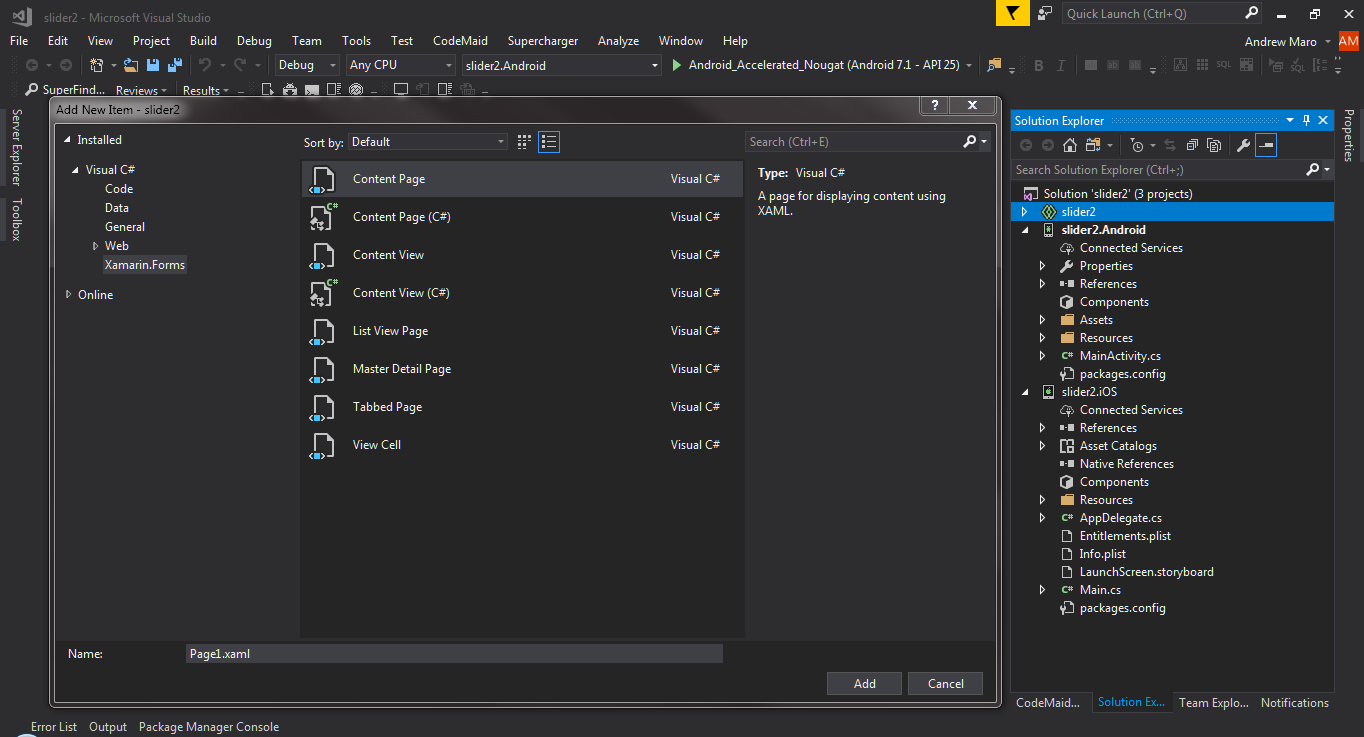 slider2 - Microsoft Visual Studio
Quick Launch (Ctrl+Q)
File Edit View Project Build Debug Team Tools Test CodeMaid Supercharger Analyze Window Help
Andrew Maro AM
Debug Any CPU slider2.Android Android_Accelerated_Nougat (Android 7.1 - API 25) B I SQL
SuperFind... Reviews Results
Server Explorer
Toolbox
Add New Item - slider2
?
Installed
Visual C#
Code
Data
General
Web
Xamarin.Forms
Online
Sort by: Default
Content Page Visual C#
Content Page (C#) Visual C#
Content View Visual C#
Content View (C#) Visual C#
List View Page Visual C#
Master Detail Page Visual C#
Tabbed Page Visual C#
View Cell Visual C#
Search (Ctrl+E)
Type: Visual C#
A page for displaying content using
XAML.
Name: Page1.xaml
Add Cancel
Solution Explorer
Search Solution Explorer (Ctrl+;)
Solution 'slider2' (3 projects)
slider2
slider2.Android
Connected Services
Properties
References
Components
Assets
Resources
C# MainActivity.cs
packages.config
slider2.iOS
Connected Services
References
Asset Catalogs
Native References
Components
Resources
C# AppDelegate.cs
Entitlements.plist
Info.plist
LaunchScreen.storyboard
C# Main.cs
packages.config
CodeMaid... Solution Ex... Team Explo... Notifications
Properties
Error List Output Package Manager Console